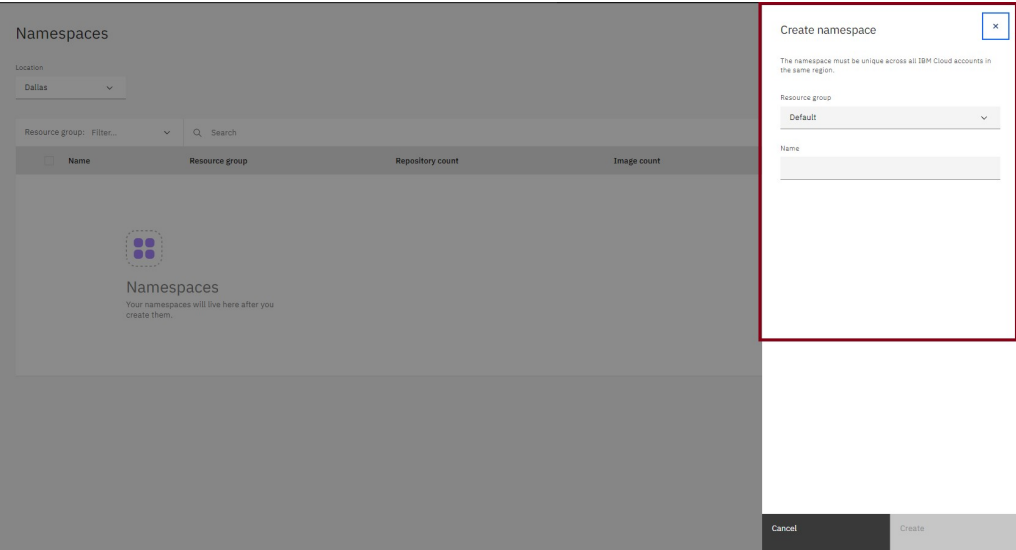 Namespaces
Location
Dallas
Resource group: Filter...
Search
Name
Resource group
Repository count
Image count
Namespaces
Your namespaces will live here after you
create them.
Create namespace
The namespace must be unique across all IBM Cloud accounts in
the same region.
Resource group
Default
Name
Cancel
Create